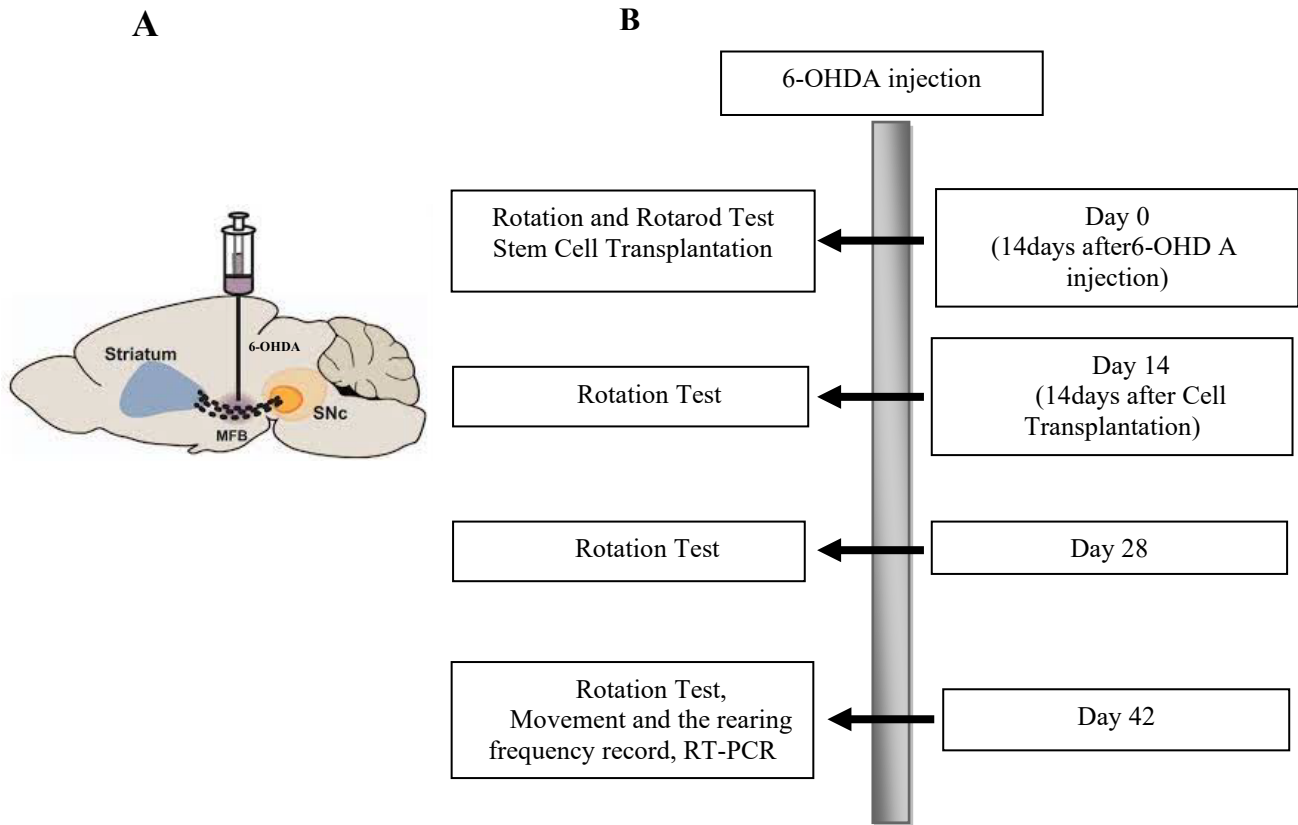 A
Striatum
6-OHDA
SNc
MFB
B
6-OHDA injection
Rotation and Rotarod Test
Stem Cell Transplantation
Day 0
(14days after6-OHD A
injection)
Rotation Test
Day 14
(14days after Cell
Transplantation)
Rotation Test
Day 28
Rotation Test,
Movement and the rearing
frequency record, RT-PCR
Day 42